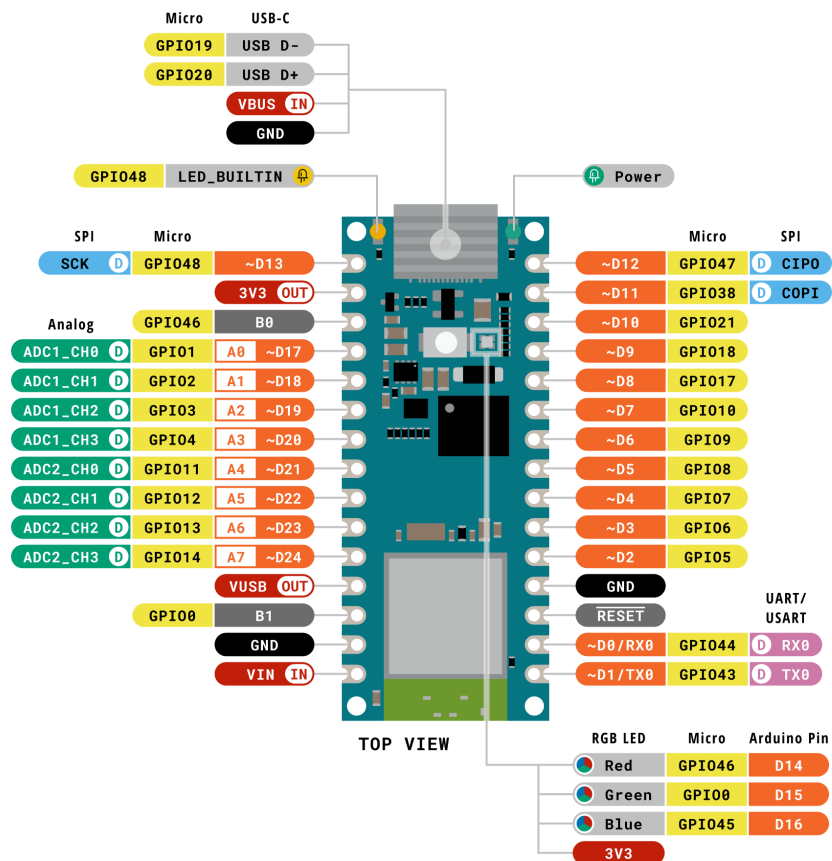 Micro USB-C
GPIO19 USB D-
GPIO20 USB D+
VBUS IN
GND
GPIO48 LED_BUILTIN
Power
SPI Micro
SCK D GPIO48 ~D13
3V3 OUT
GPIO46 B0
Analog
ADC1_CH0 D GPIO1 A0 ~D17
ADC1_CH1 D GPIO2 A1 ~D18
ADC1_CH2 D GPIO3 A2 ~D19
ADC1_CH3 D GPIO4 A3 ~D20
ADC2_CH0 D GPIO11 A4 ~D21
ADC2_CH1 D GPIO12 A5 ~D22
ADC2_CH2 D GPIO13 A6 ~D23
ADC2_CH3 D GPIO14 A7 ~D24
VUSB OUT
GPIO0 B1
GND
VIN IN
Micro SPI
~D12 GPIO47 D CIPO
~D11 GPIO38 D COPI
~D10 GPIO21
~D9 GPIO18
~D8 GPIO17
~D7 GPIO10
~D6 GPIO9
~D5 GPIO8
~D4 GPIO7
~D3 GPIO6
~D2 GPIO5
GND
RESET
UART/
USART
~D0/RX0 GPIO44 D RX0
~D1/TX0 GPIO43 D TX0
TOP VIEW
RGB LED Micro Arduino Pin
Red GPIO46 D14
Green GPIO0 D15
Blue GPIO45 D16
3V3